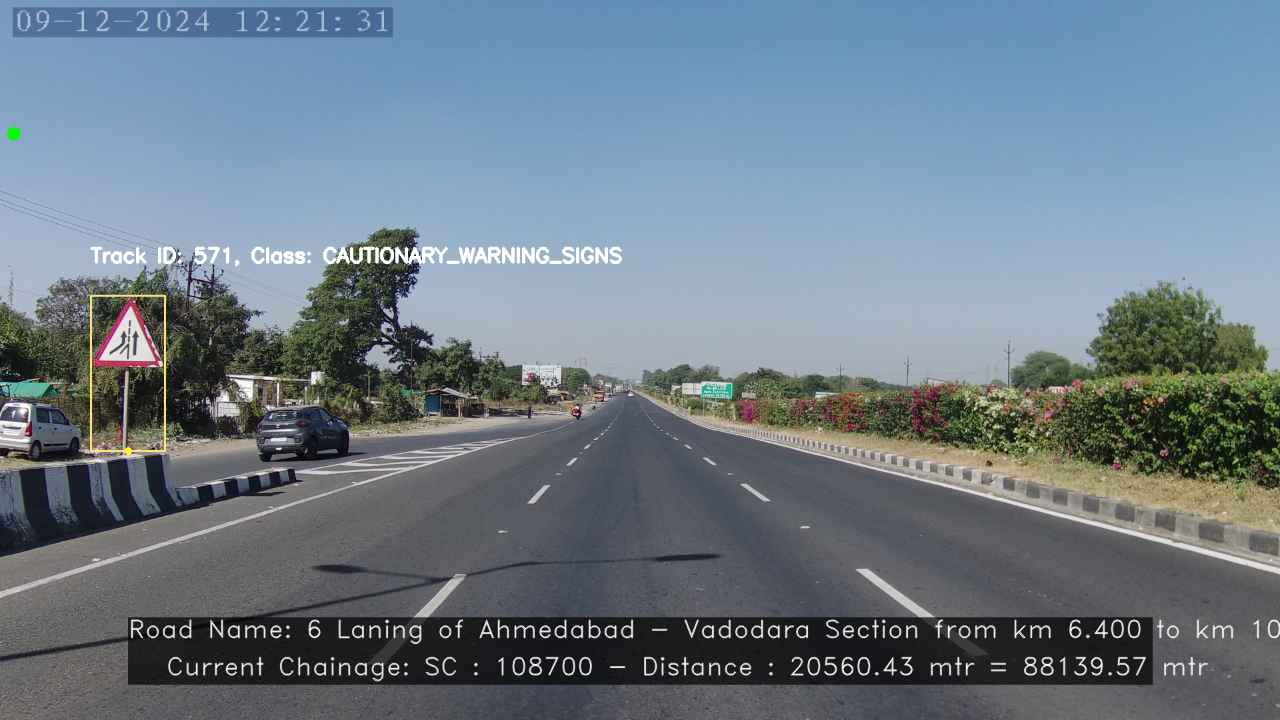 09-12-2024 12:21:31
Track ID: 571, Class: CAUTIONARY_WARNING_SIGNS
Road Name: 6 Laning of Ahmedabad - Vadodara Section from km 6.400 to km 10
Current Chainage: SC : 108700 - Distance : 20560.43 mtr = 88139.57 mtr